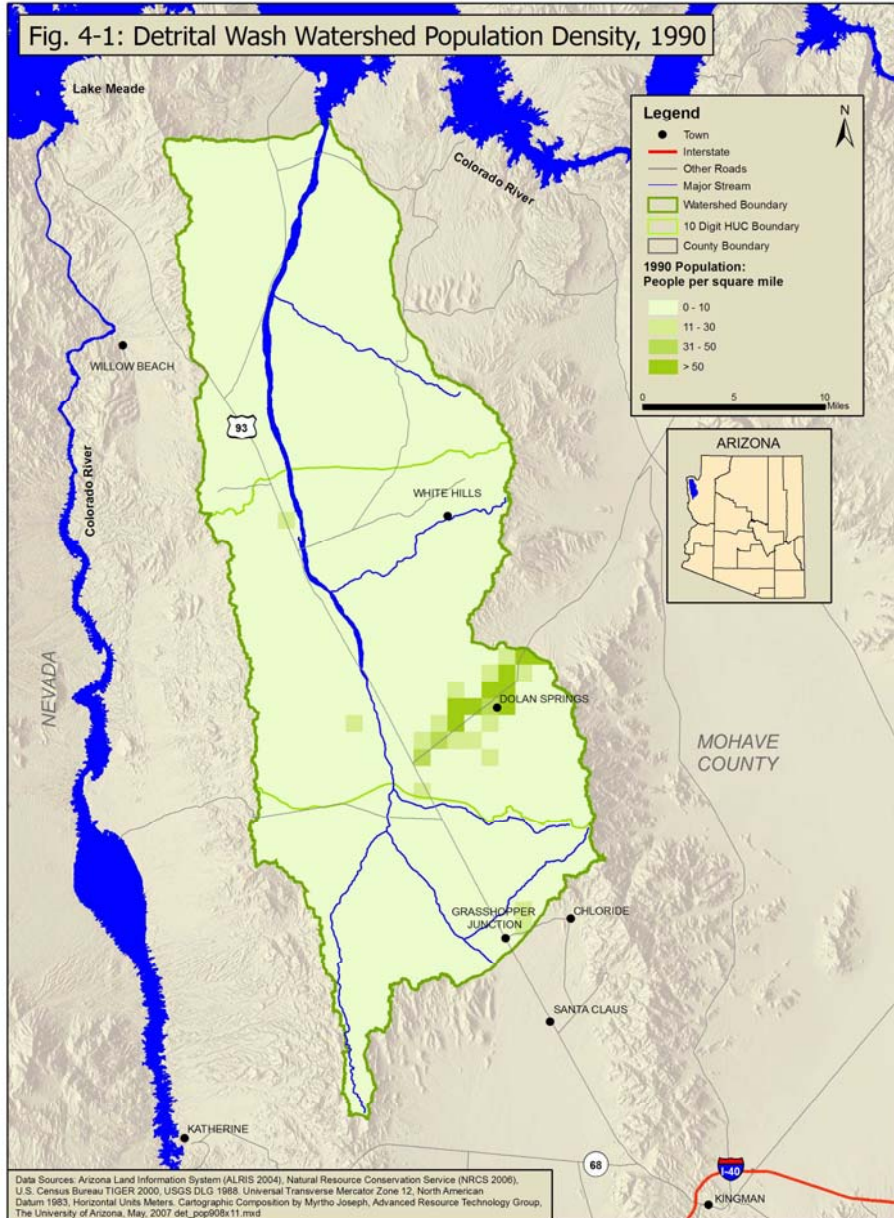 Fig. 4-1: Detrital Wash Watershed Population Density, 1990
Lake Meade
Colorado River
Legend
N
Town
Interstate
Other Roads
Major Stream
Watershed Boundary
10 Digit HUC Boundary
County Boundary
1990 Population:
People per square mile
0 - 10
11 - 30
31 - 50
> 50
0 5 10
Miles
WILLOW BEACH
93
ARIZONA
Colorado River
WHITE HILLS
NEVADA
DOLAN SPRINGS
MOHAVE
COUNTY
GRASSHOPPER
JUNCTION
CHLORIDE
SANTA CLAUS
KATHERINE
68
I-40
KINGMAN
Data Sources: Arizona Land Information System (ALRIS 2004), Natural Resource Conservation Service (NRCS 2006),
U.S. Census Bureau TIGER 2000, USGS DLG 1988. Universal Transverse Mercator Zone 12, North American
Datum 1983, Horizontal Units Meters. Cartographic Composition by Myrtho Joseph, Advanced Resource Technology Group,
The University of Arizona, May, 2007 det_pop908x11.mxd